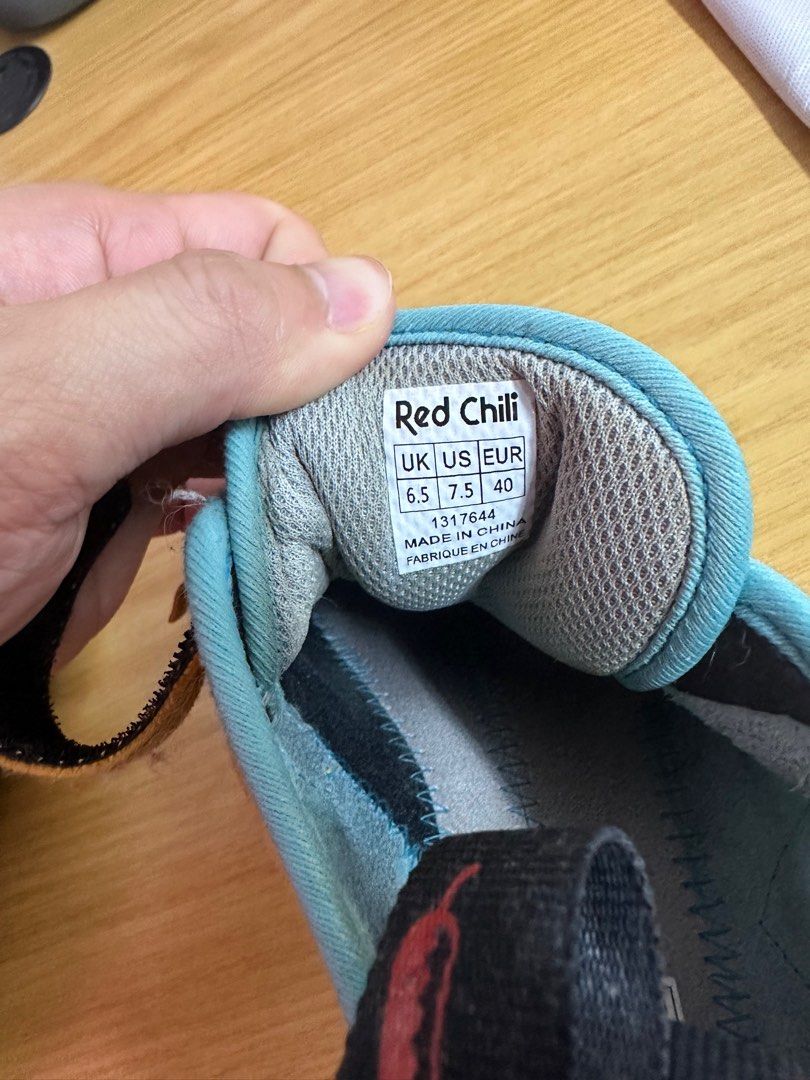 Red Chili
UK US EUR
6.5 7.5 40
1317644
MADE IN CHINA
FABRIQUE EN CHINE